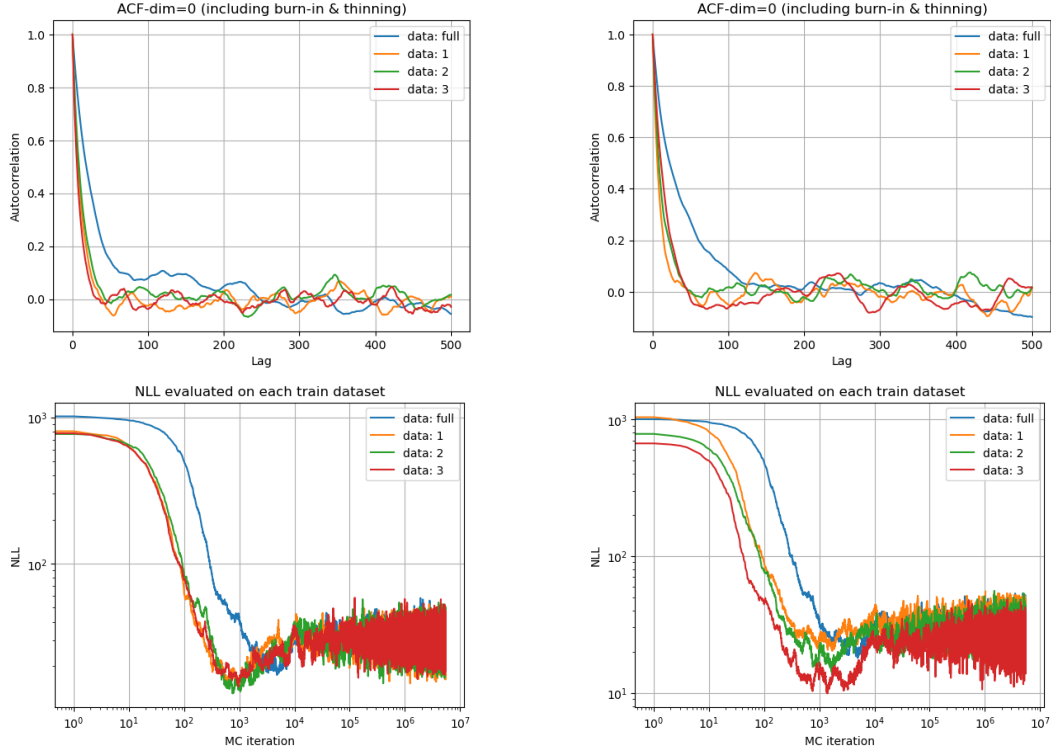 ACF-dim=0 (including burn-in & thinning)
1.0
0.8
0.6
0.4
0.2
0.0
Autocorrelation
0
100
200
300
400
500
Lag
data: full
data: 1
data: 2
data: 3
ACF-dim=0 (including burn-in & thinning)
1.0
0.8
0.6
0.4
0.2
0.0
Autocorrelation
0
100
200
300
400
500
Lag
data: full
data: 1
data: 2
data: 3
NLL evaluated on each train dataset
10³
10²
NLL
10⁰
10¹
10²
10³
10⁴
10⁵
10⁶
10⁷
MC iteration
data: full
data: 1
data: 2
data: 3
NLL evaluated on each train dataset
10³
10²
10¹
NLL
10⁰
10¹
10²
10³
10⁴
10⁵
10⁶
10⁷
MC iteration
data: full
data: 1
data: 2
data: 3